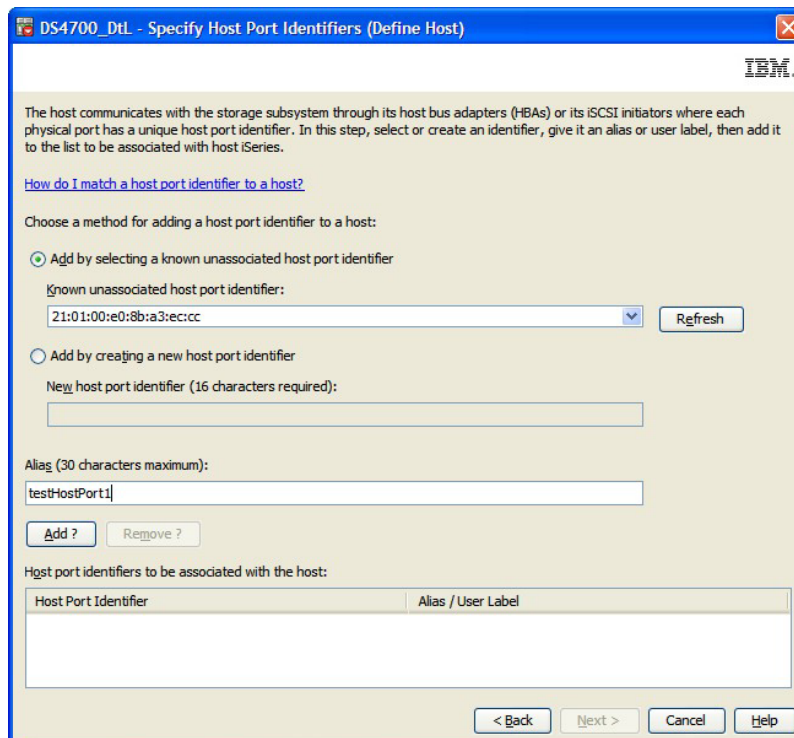 DS4700_DtL - Specify Host Port Identifiers (Define Host)
IBM.
The host communicates with the storage subsystem through its host bus adapters (HBAs) or its iSCSI initiators where each
physical port has a unique host port identifier. In this step, select or create an identifier, give it an alias or user label, then add it
to the list to be associated with host iSeries.
How do I match a host port identifier to a host?
Choose a method for adding a host port identifier to a host:
Add by selecting a known unassociated host port identifier
Known unassociated host port identifier:
21:01:00:e0:8b:a3:ec:cc
Refresh
Add by creating a new host port identifier
New host port identifier (16 characters required):
Alias (30 characters maximum):
testHostPort1
Add ? Remove ?
Host port identifiers to be associated with the host:
Host Port Identifier Alias / User Label
< Back Next > Cancel Help